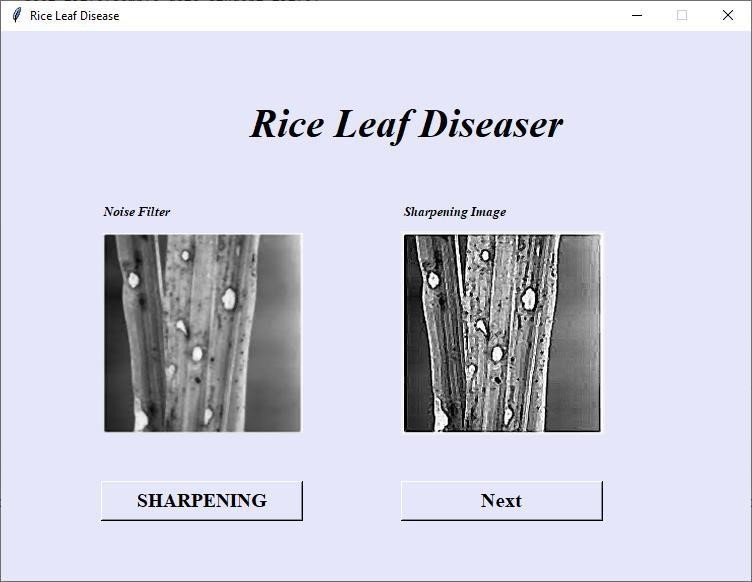 Rice Leaf Disease
Rice Leaf Diseaser
Noise Filter
Sharpening Image
SHARPENING
Next